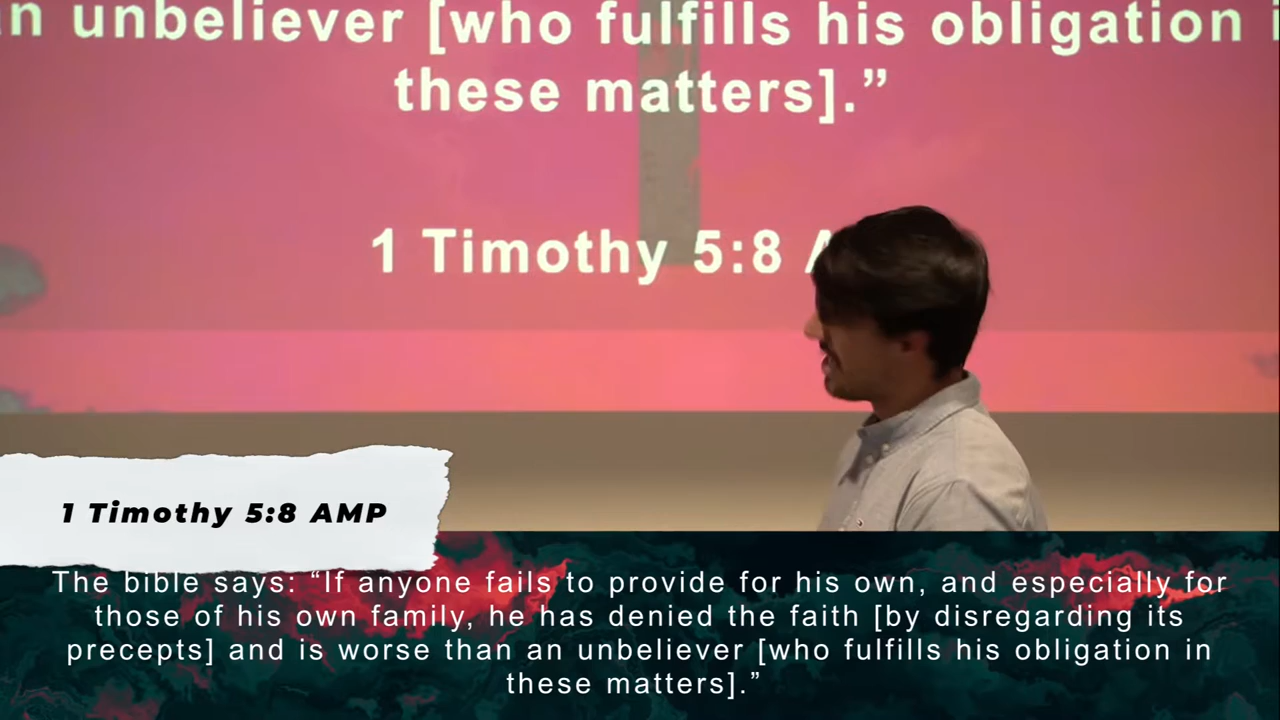 n unbeliever [who fulfills his obligation i
these matters].”
1 Timothy 5:8 A
1 Timothy 5:8 AMP
The bible says: “If anyone fails to provide for his own, and especially for
those of his own family, he has denied the faith [by disregarding its
precepts] and is worse than an unbeliever [who fulfills his obligation in
these matters].”